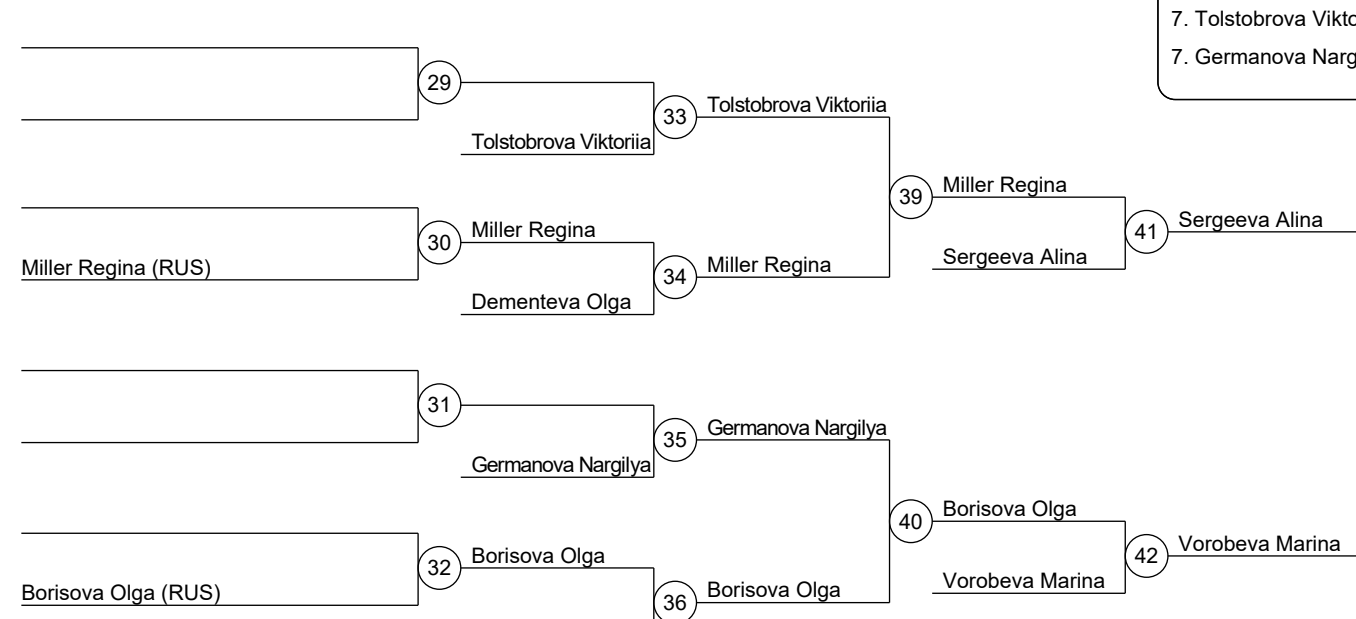 7. Tolstobrova Vikto
7. Germanova Narg
29
Tolstobrova Viktoriia
33
Tolstobrova Viktoriia
Miller Regina (RUS)
30
Miller Regina
Dementeva Olga
34
Miller Regina
39
Miller Regina
Sergeeva Alina
41
Sergeeva Alina
31
Germanova Nargilya
35
Germanova Nargilya
Borisova Olga (RUS)
32
Borisova Olga
36
Borisova Olga
40
Borisova Olga
Vorobeva Marina
42
Vorobeva Marina